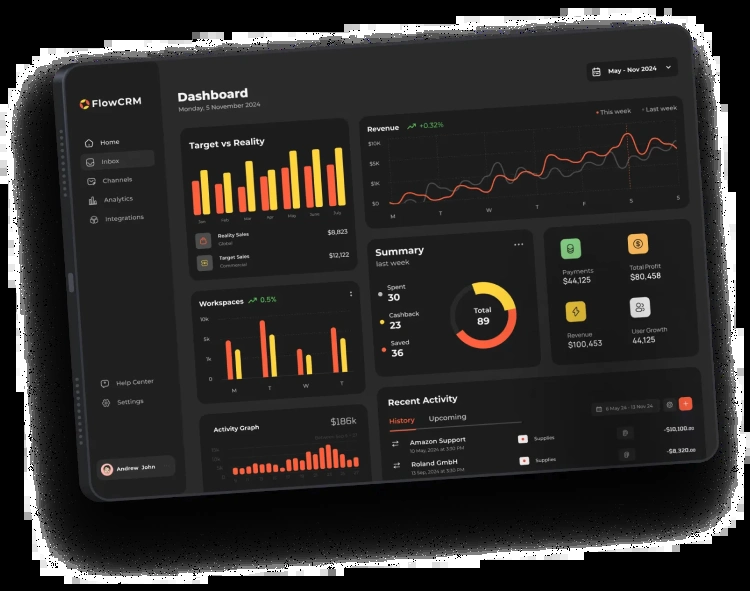 FlowCRM
Home
Inbox
Channels
Analytics
Integrations
Help Center
Settings
Andrew John
Dashboard
Monday, 5 November 2024
May - Nov 2024
Target vs Reality
Jan Feb Mar Apr May July
Reality Sales
Global
$8,823
Target Sales
Commercial
$12,122
Revenue +0.32%
This week Last week
$10K
$5K
$1K
$0
M T W T F S S
Workspaces 0.5%
10k
5k
1k
0
M T W T
Summary
last week
Spent
30
Cashback
23
Saved
36
Total
89
Payments
$44,125
Total Profit
$80,458
Revenue
$100,453
User Growth
44,125
Activity Graph $186k
Recent Activity
6 May 24 - 13 Nov 24
History Upcoming
Amazon Support
10 May, 2024 at 3:30 PM
Supplies
-$10,100.00
Roland GmbH
10 May, 2024 at 3:30 PM
Supplies
-$8,320.00